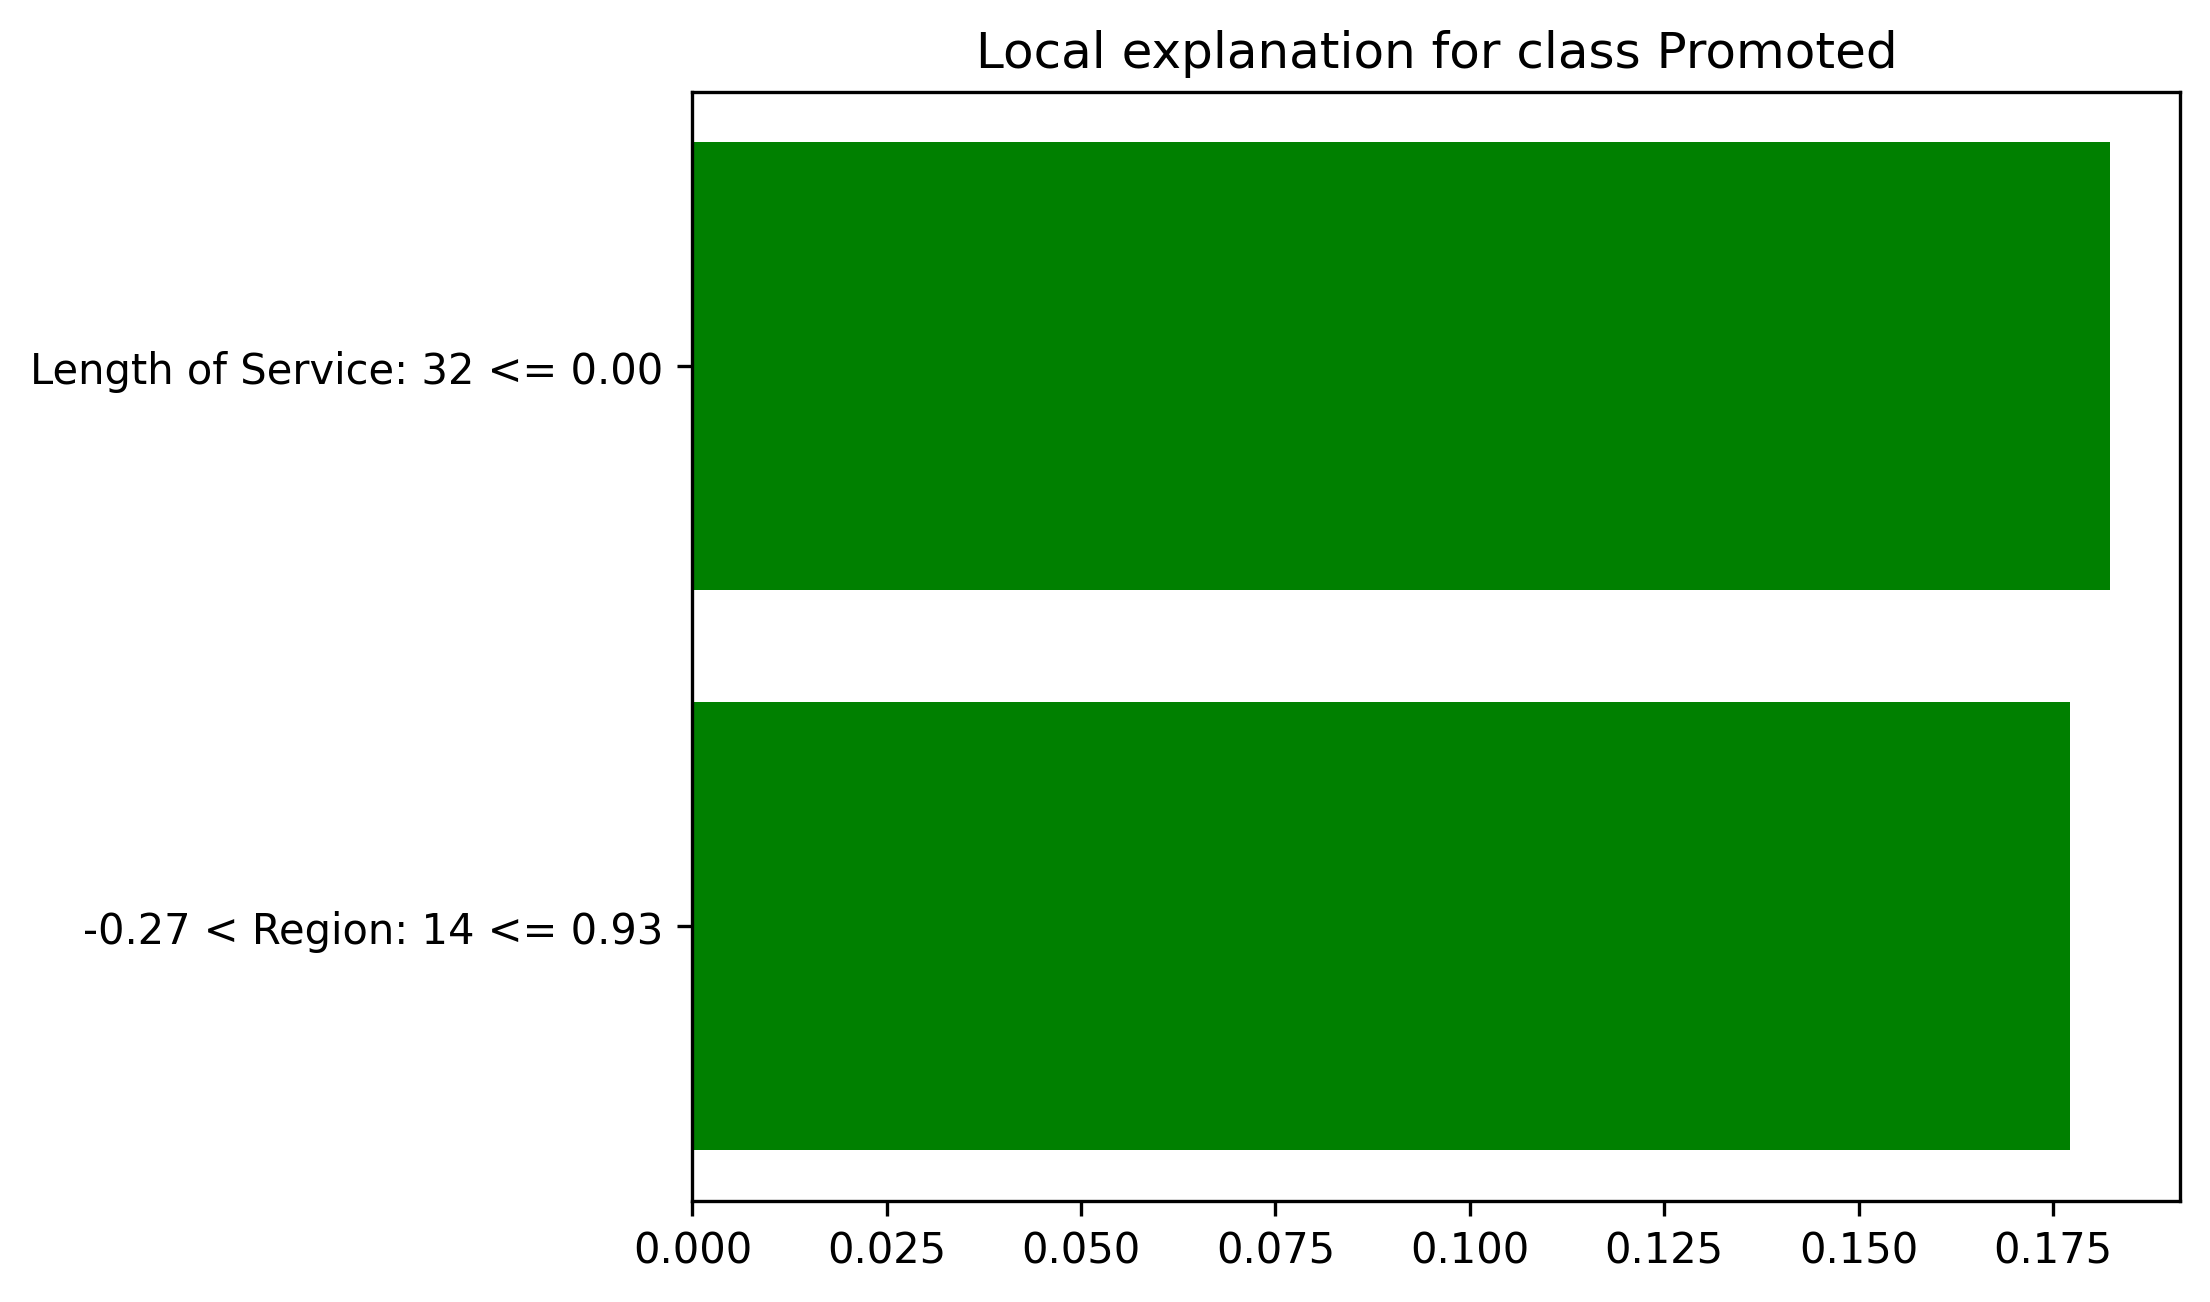 Local explanation for class Promoted
Length of Service: 32 <= 0.00
-0.27 < Region: 14 <= 0.93
0.000 0.025 0.050 0.075 0.100 0.125 0.150 0.175